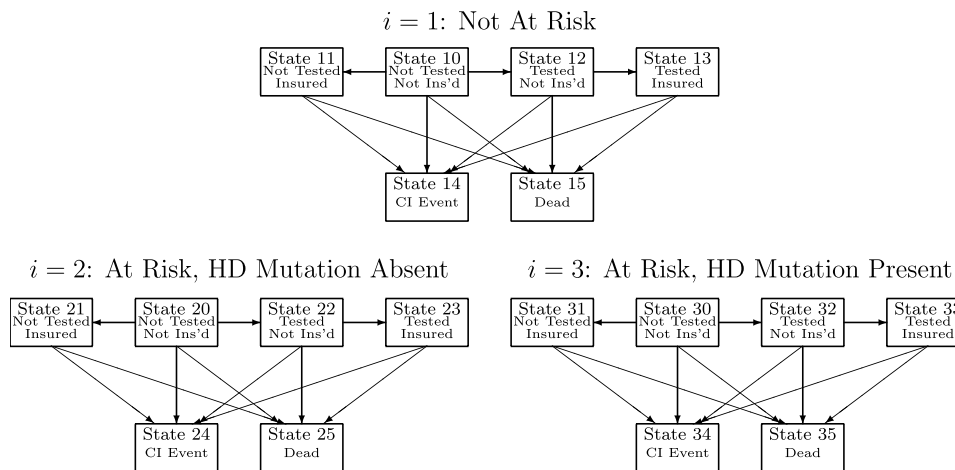 i = 1: Not At Risk
State 11
Not Tested
Insured
State 10
Not Tested
Not Ins'd
State 12
Tested
Not Ins'd
State 13
Tested
Insured
State 14
CI Event
State 15
Dead
i = 2: At Risk, HD Mutation Absent
State 21
Not Tested
Insured
State 20
Not Tested
Not Ins'd
State 22
Tested
Not Ins'd
State 23
Tested
Insured
State 24
CI Event
State 25
Dead
i = 3: At Risk, HD Mutation Present
State 31
Not Tested
Insured
State 30
Not Tested
Not Ins'd
State 32
Tested
Not Ins'd
State 33
Tested
Insured
State 34
CI Event
State 35
Dead